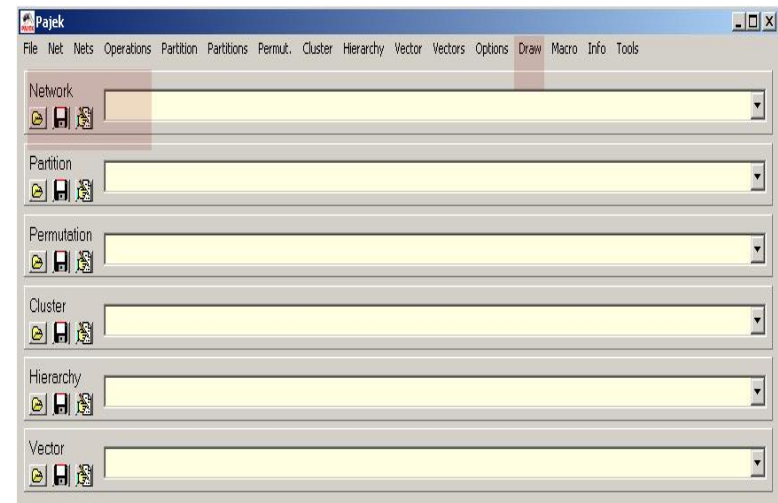 Pajek
File Net Nets Operations Partition Partitions Permut. Cluster Hierarchy Vector Vectors Options Draw Macro Info Tools
Network
Partition
Permutation
Cluster
Hierarchy
Vector